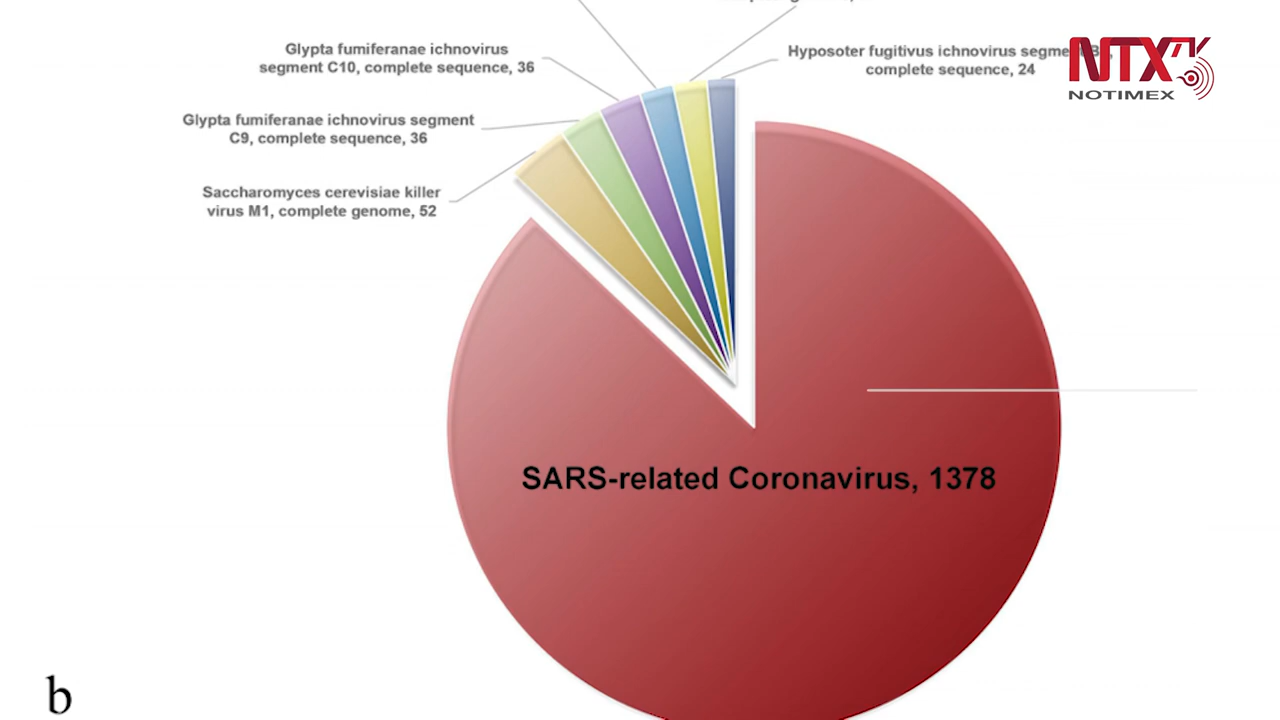 Glypta fumiferanae ichnovirus
segment C10, complete sequence, 36
Hyposoter fugitivus ichnovirus
complete sequence, 24
NTX
NOTIMEX
Glypta fumiferanae ichnovirus segment
C9, complete sequence, 36
Saccharomyces cerevisiae killer
virus M1, complete genome, 52
SARS-related Coronavirus, 1378
b